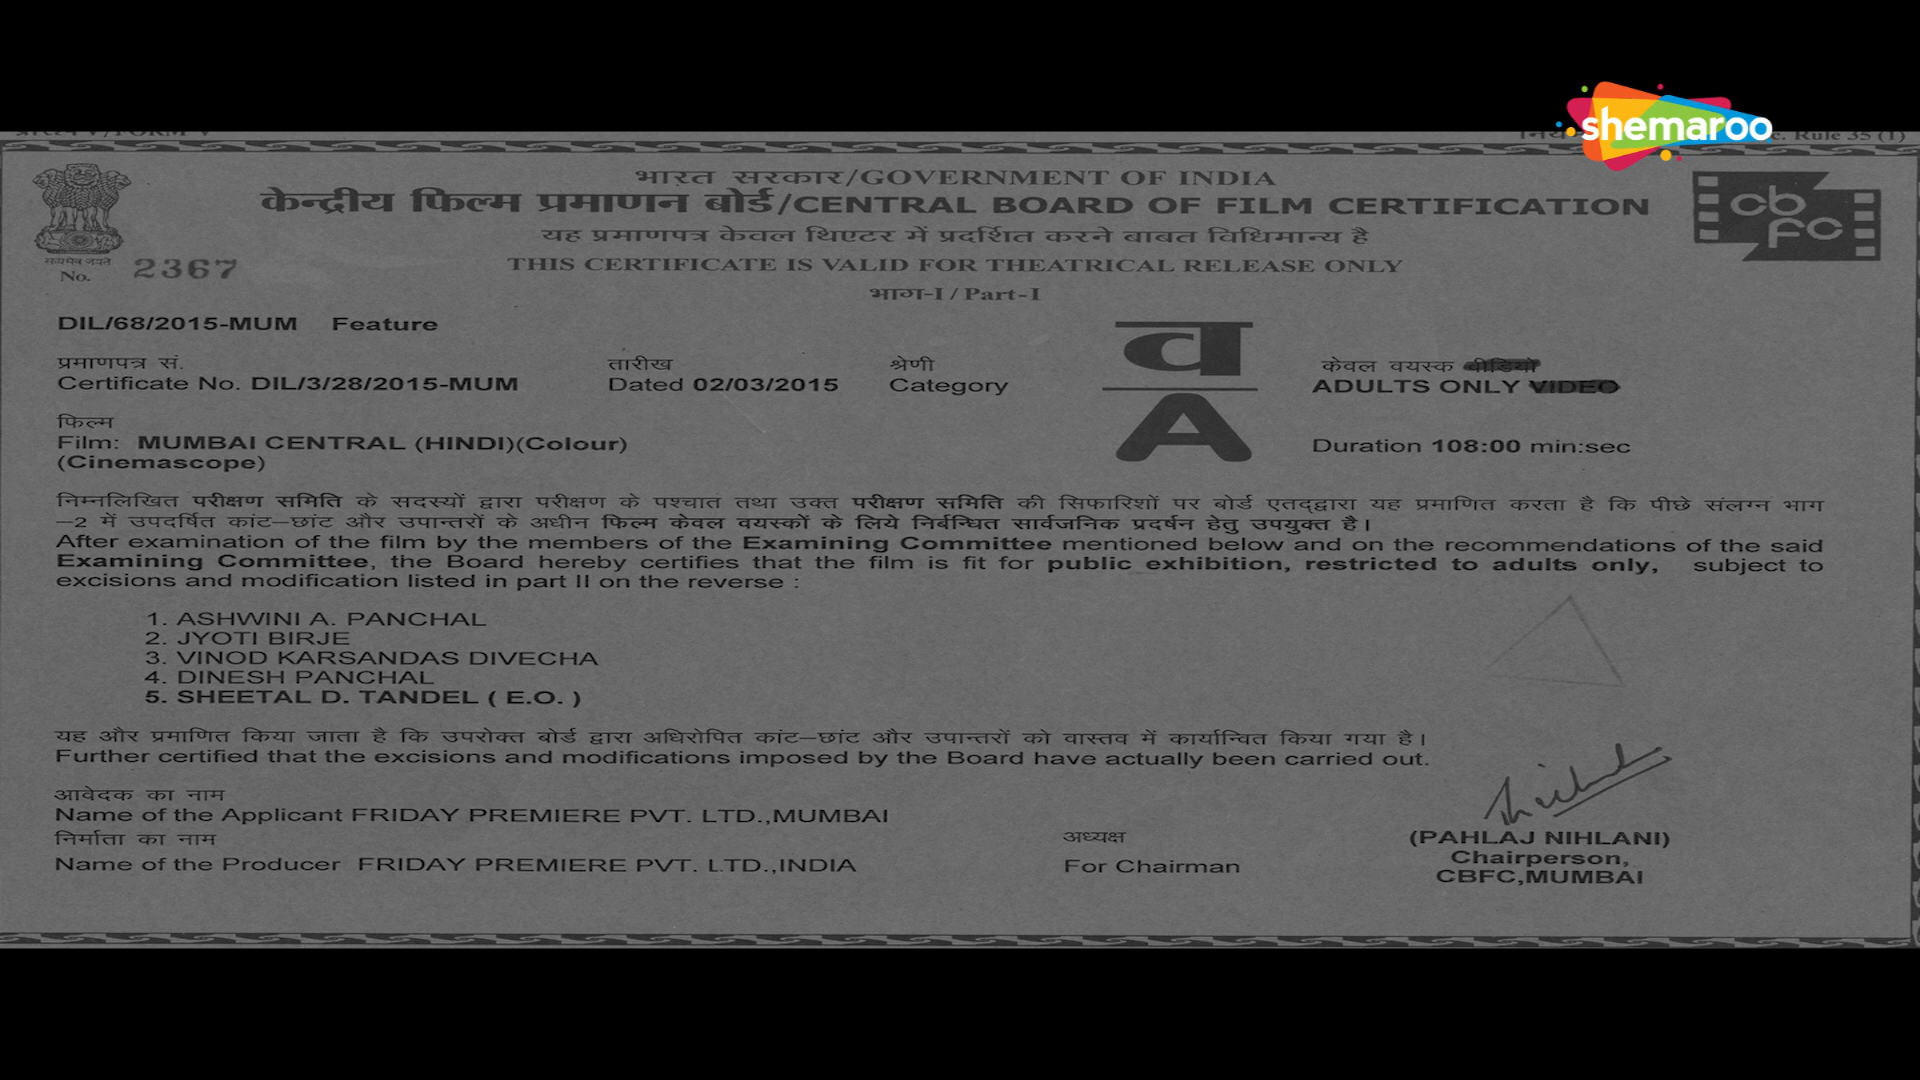 shemaroo
/FORM V
Rule 35 (1)
भारत सरकार/GOVERNMENT OF INDIA
केन्द्रीय फिल्म प्रमाणन बोर्ड/CENTRAL BOARD OF FILM CERTIFICATION
cbfc
यह प्रमाणपत्र केवल थिएटर में प्रदर्शित करने बाबत विधिमान्य है
सत्यमेव जयते
No. 2367
THIS CERTIFICATE IS VALID FOR THEATRICAL RELEASE ONLY
भाग-I / Part-I
DIL/68/2015-MUM Feature
प्रमाणपत्र सं. तारीख श्रेणी व केवल वयस्क वीडियो
Certificate No. DIL/3/28/2015-MUM Dated 02/03/2015 Category A ADULTS ONLY VIDEO
फिल्म
Film: MUMBAI CENTRAL (HINDI)(Colour) Duration 108:00 min:sec
(Cinemascope)
निम्नलिखित परीक्षण समिति के सदस्यों द्वारा परीक्षण के पश्चात तथा उक्त परीक्षण समिति की सिफारिशों पर बोर्ड एतद्द्वारा यह प्रमाणित करता है कि पीछे संलग्न भाग
–2 में उपदर्षित कांट–छांट और उपान्तरों के अधीन फिल्म केवल वयस्कों के लिये निर्बन्धित सार्वजनिक प्रदर्षन हेतु उपयुक्त है।
After examination of the film by the members of the Examining Committee mentioned below and on the recommendations of the said
Examining Committee, the Board hereby certifies that the film is fit for public exhibition, restricted to adults only, subject to
excisions and modification listed in part II on the reverse :
1. ASHWINI A. PANCHAL
2. JYOTI BIRJE
3. VINOD KARSANDAS DIVECHA
4. DINESH PANCHAL
5. SHEETAL D. TANDEL ( E.O. )
यह और प्रमाणित किया जाता है कि उपरोक्त बोर्ड द्वारा अधिरोपित कांट–छांट और उपान्तरों को वास्तव में कार्यान्वित किया गया है।
Further certified that the excisions and modifications imposed by the Board have actually been carried out.
आवेदक का नाम
Name of the Applicant FRIDAY PREMIERE PVT. LTD.,MUMBAI
निर्माता का नाम अध्यक्ष (PAHLAJ NIHLANI)
Name of the Producer FRIDAY PREMIERE PVT. LTD.,INDIA For Chairman Chairperson,
CBFC,MUMBAI